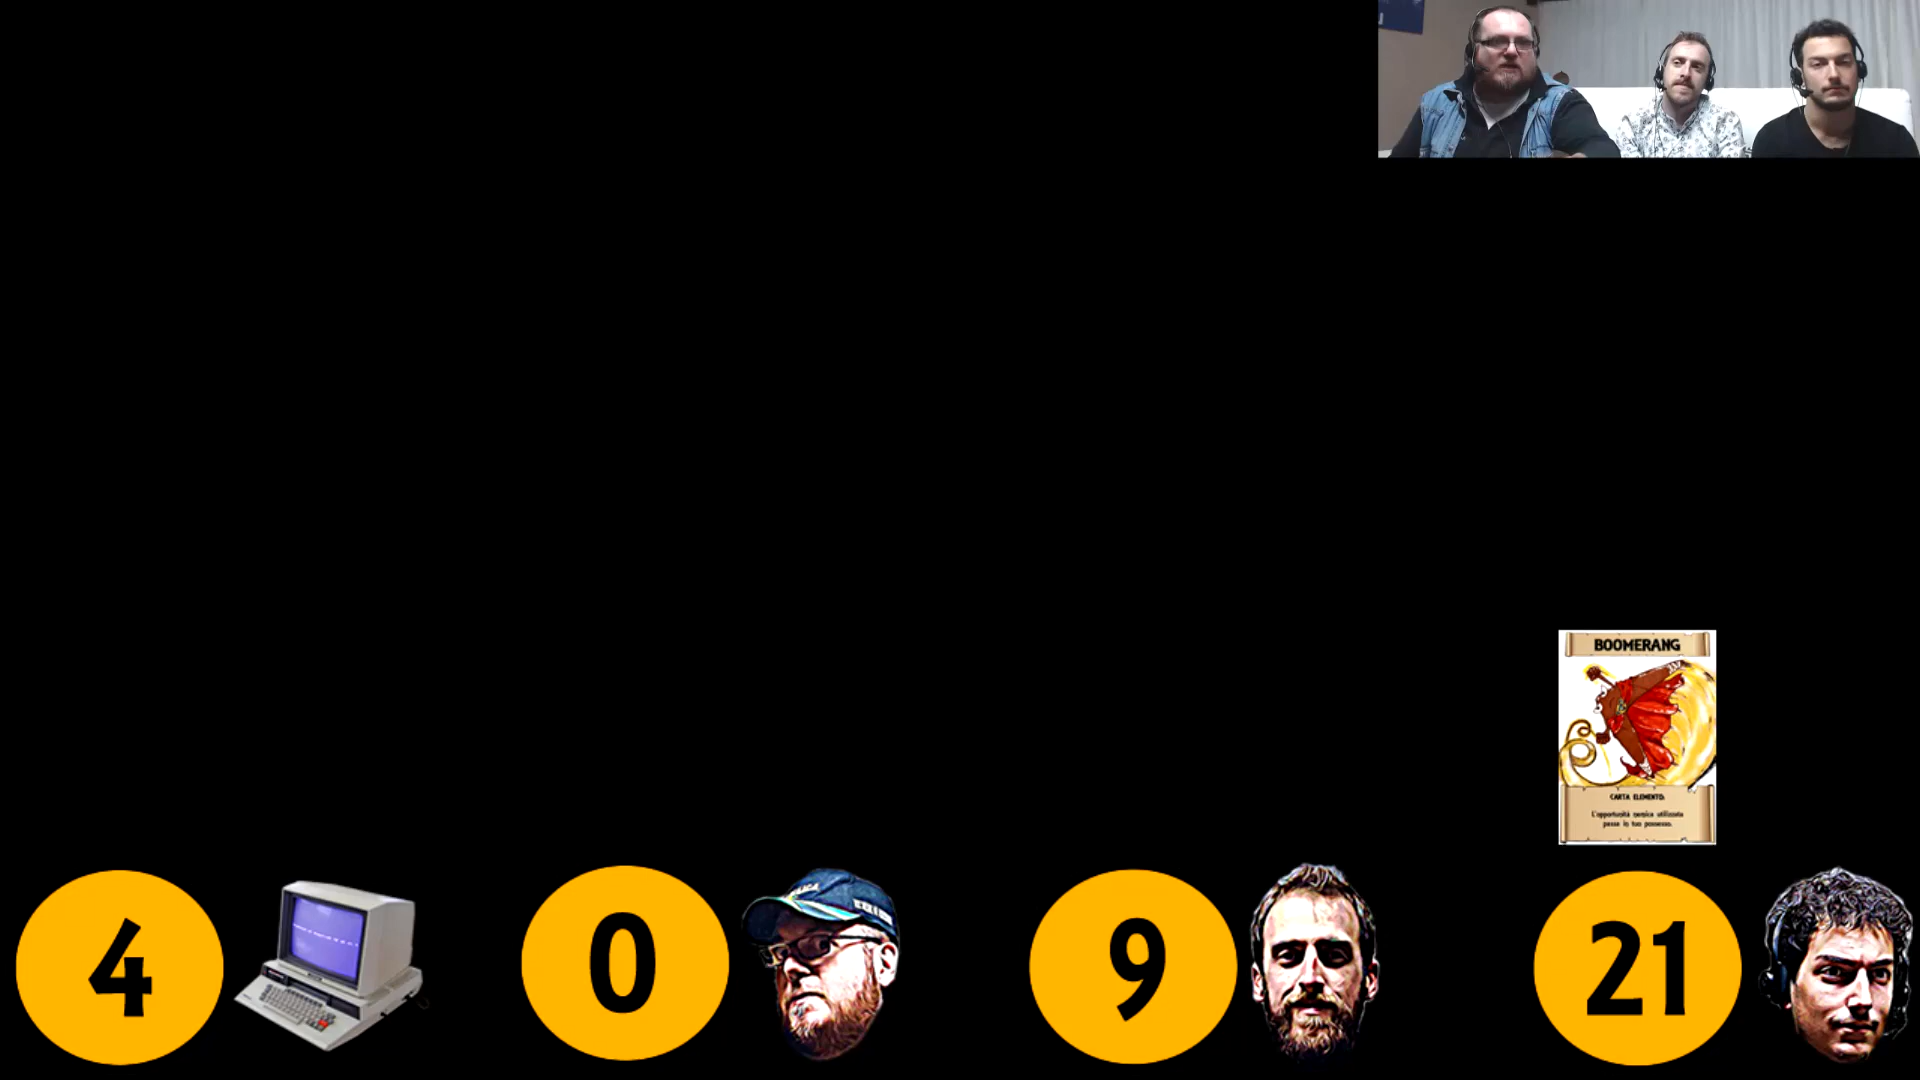 BOOMERANG
CARTA ELEMENTO:
L'opportunità nemica utilizzata
passa in tuo possesso.
4
0
9
21